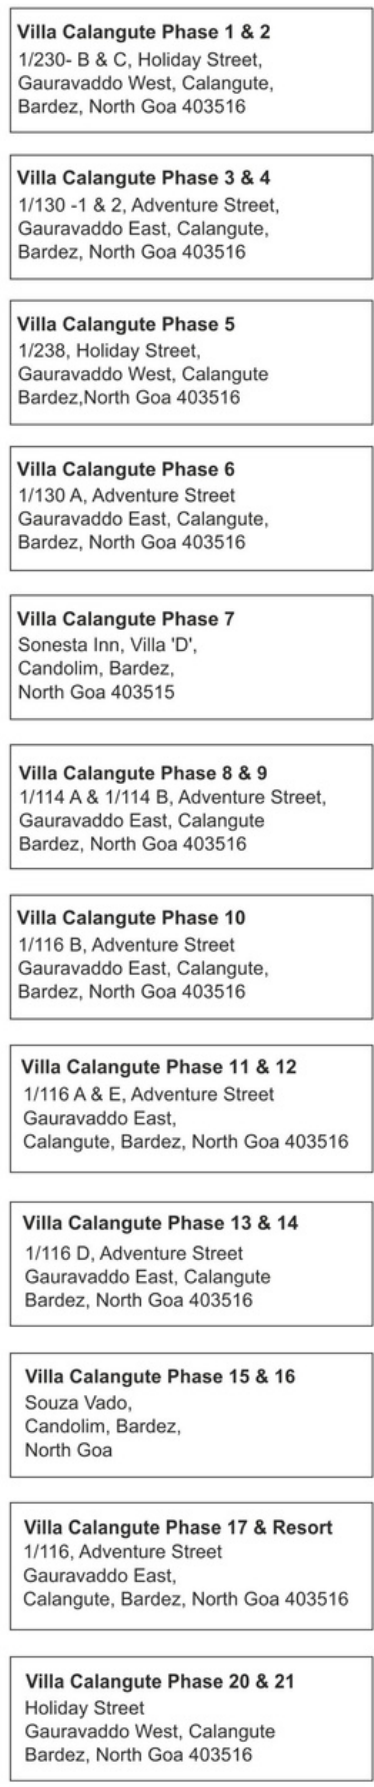 Villa Calangute Phase 1 & 2
1/230- B & C, Holiday Street,
Gauravaddo West, Calangute,
Bardez, North Goa 403516
Villa Calangute Phase 3 & 4
1/130 -1 & 2, Adventure Street,
Gauravaddo East, Calangute,
Bardez, North Goa 403516
Villa Calangute Phase 5
1/238, Holiday Street,
Gauravaddo West, Calangute
Bardez,North Goa 403516
Villa Calangute Phase 6
1/130 A, Adventure Street
Gauravaddo East, Calangute,
Bardez, North Goa 403516
Villa Calangute Phase 7
Sonesta Inn, Villa 'D',
Candolim, Bardez,
North Goa 403515
Villa Calangute Phase 8 & 9
1/114 A & 1/114 B, Adventure Street,
Gauravaddo East, Calangute
Bardez, North Goa 403516
Villa Calangute Phase 10
1/116 B, Adventure Street
Gauravaddo East, Calangute,
Bardez, North Goa 403516
Villa Calangute Phase 11 & 12
1/116 A & E, Adventure Street
Gauravaddo East,
Calangute, Bardez, North Goa 403516
Villa Calangute Phase 13 & 14
1/116 D, Adventure Street
Gauravaddo East, Calangute
Bardez, North Goa 403516
Villa Calangute Phase 15 & 16
Souza Vado,
Candolim, Bardez,
North Goa
Villa Calangute Phase 17 & Resort
1/116, Adventure Street
Gauravaddo East,
Calangute, Bardez, North Goa 403516
Villa Calangute Phase 20 & 21
Holiday Street
Gauravaddo West, Calangute
Bardez, North Goa 403516